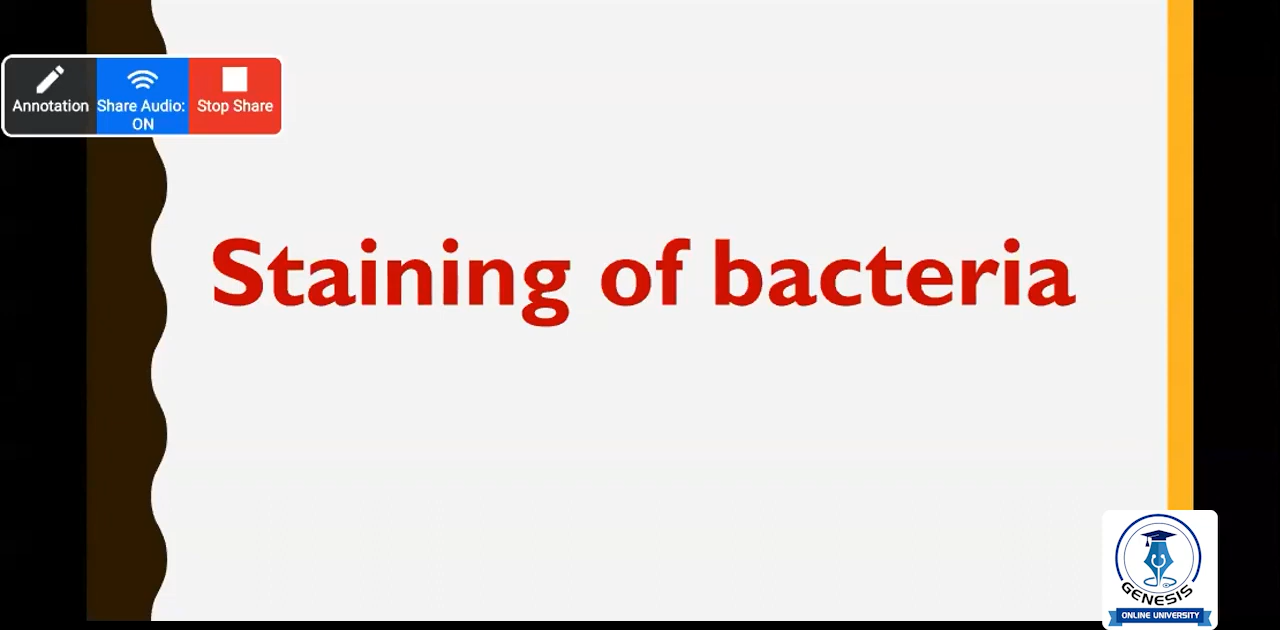 Annotation
Share Audio:
ON
Stop Share
Staining of bacteria
GENESIS
ONLINE UNIVERSITY